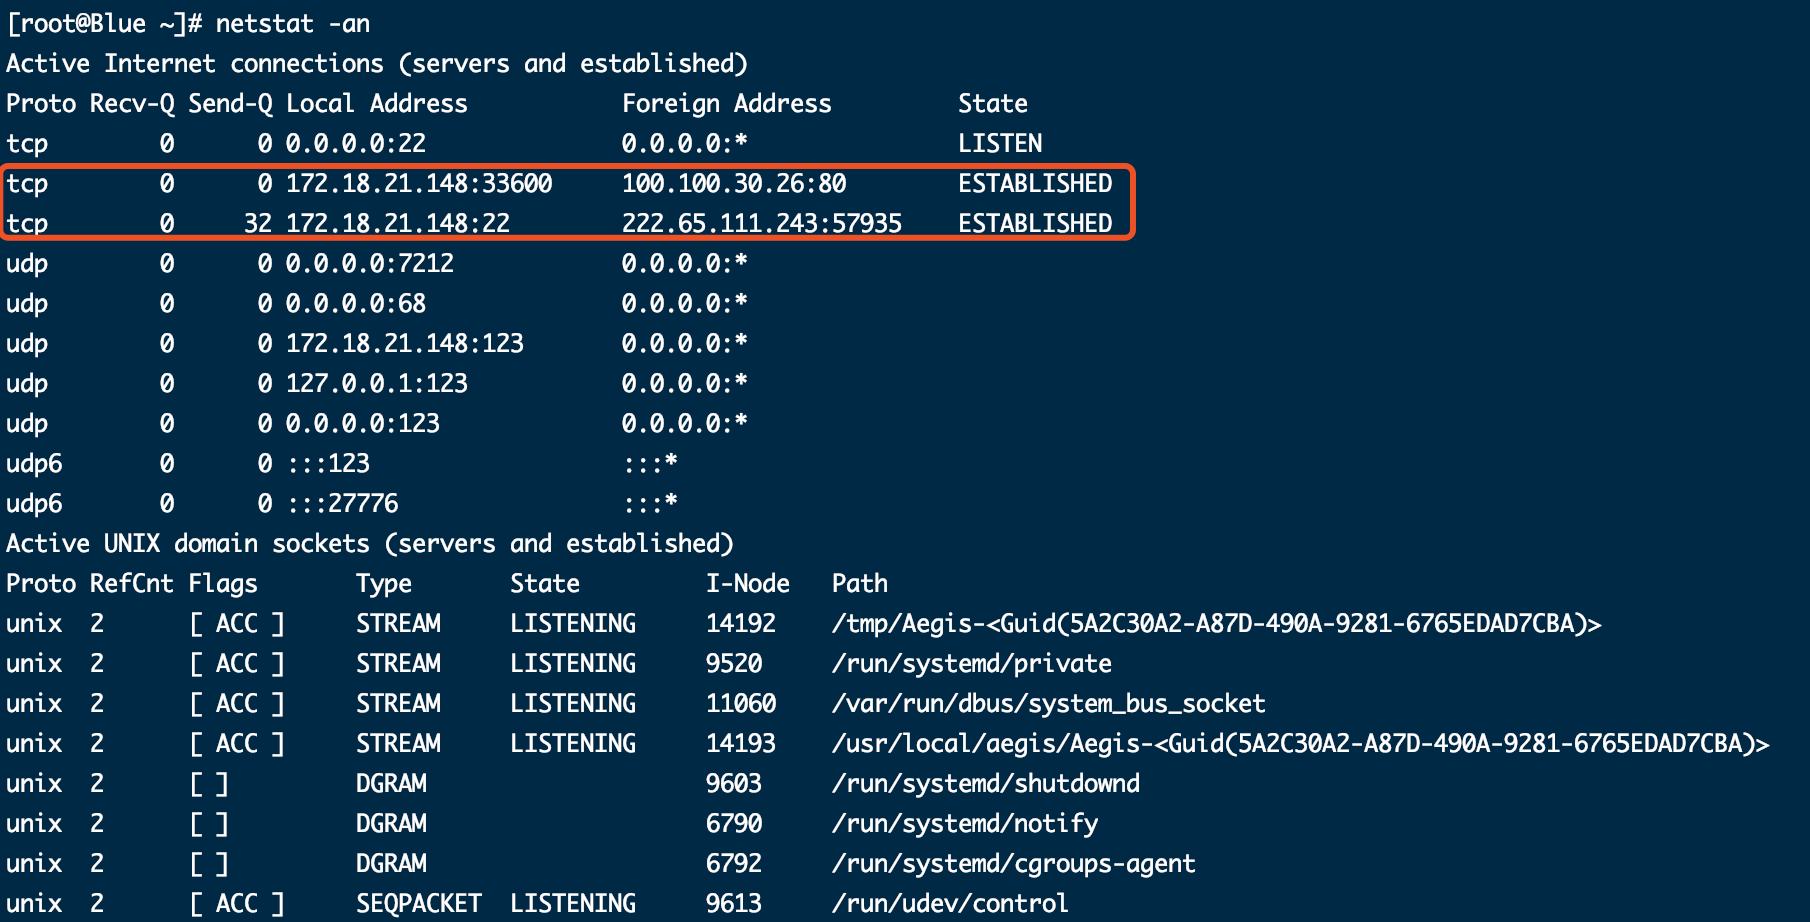 [root@Blue ~]# netstat -an
Active Internet connections (servers and established)
Proto Recv-Q Send-Q Local Address           Foreign Address         State
tcp        0      0 0.0.0.0:22              0.0.0.0:*               LISTEN
tcp        0      0 172.18.21.148:33600     100.100.30.26:80        ESTABLISHED
tcp        0     32 172.18.21.148:22        222.65.111.243:57935    ESTABLISHED
udp        0      0 0.0.0.0:7212            0.0.0.0:*
udp        0      0 0.0.0.0:68              0.0.0.0:*
udp        0      0 172.18.21.148:123       0.0.0.0:*
udp        0      0 127.0.0.1:123           0.0.0.0:*
udp        0      0 0.0.0.0:123             0.0.0.0:*
udp6       0      0 :::123                  :::*
udp6       0      0 :::27776                :::*
Active UNIX domain sockets (servers and established)
Proto RefCnt Flags       Type       State         I-Node   Path
unix  2      [ ACC ]     STREAM     LISTENING     14192    /tmp/Aegis-<Guid(5A2C30A2-A87D-490A-9281-6765EDAD7CBA)>
unix  2      [ ACC ]     STREAM     LISTENING     9520     /run/systemd/private
unix  2      [ ACC ]     STREAM     LISTENING     11060    /var/run/dbus/system_bus_socket
unix  2      [ ACC ]     STREAM     LISTENING     14193    /usr/local/aegis/Aegis-<Guid(5A2C30A2-A87D-490A-9281-6765EDAD7CBA)>
unix  2      [ ]         DGRAM                    9603     /run/systemd/shutdownd
unix  2      [ ]         DGRAM                    6790     /run/systemd/notify
unix  2      [ ]         DGRAM                    6792     /run/systemd/cgroups-agent
unix  2      [ ACC ]     SEQPACKET  LISTENING     9613     /run/udev/control